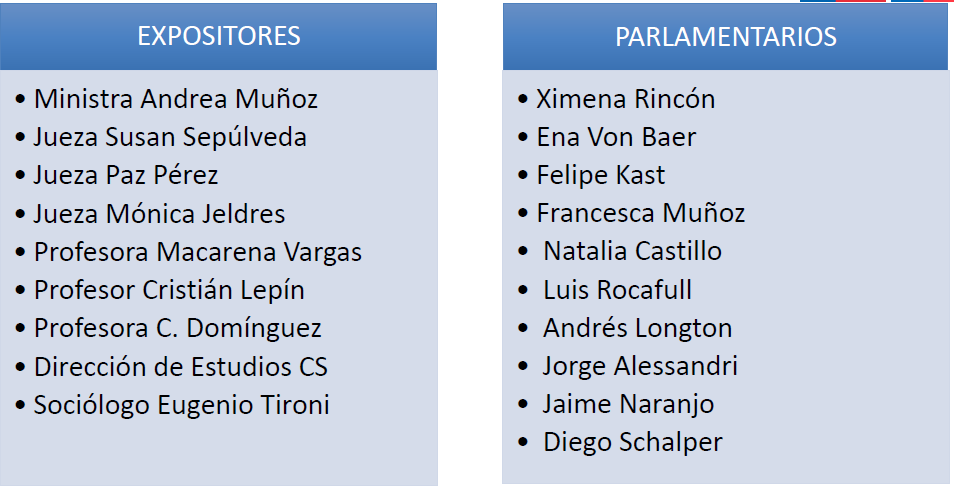 EXPOSITORES
• Ministra Andrea Muñoz
• Jueza Susan Sepúlveda
• Jueza Paz Pérez
• Jueza Mónica Jeldres
• Profesora Macarena Vargas
• Profesor Cristián Lepín
• Profesora C. Domínguez
• Dirección de Estudios CS
• Sociólogo Eugenio Tironi
PARLAMENTARIOS
• Ximena Rincón
• Ena Von Baer
• Felipe Kast
• Francesca Muñoz
• Natalia Castillo
• Luis Rocafull
• Andrés Longton
• Jorge Alessandri
• Jaime Naranjo
• Diego Schalper